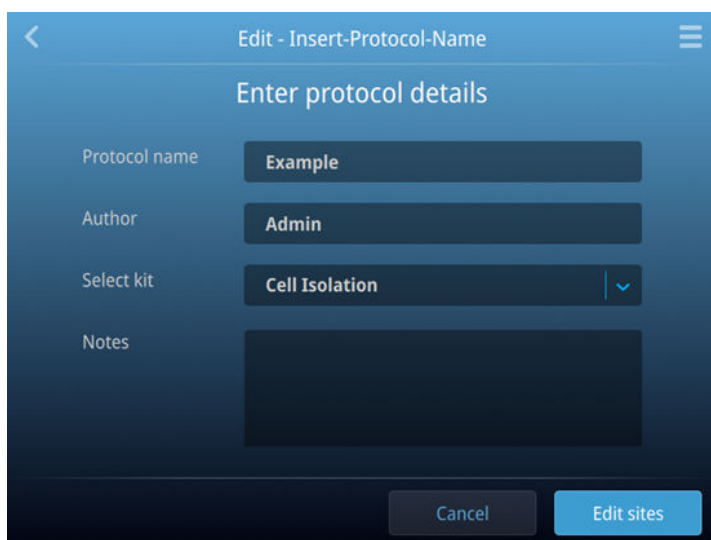 Edit - Insert-Protocol-Name
Enter protocol details
Protocol name
Example
Author
Admin
Select kit
Cell Isolation
Notes
Cancel
Edit sites